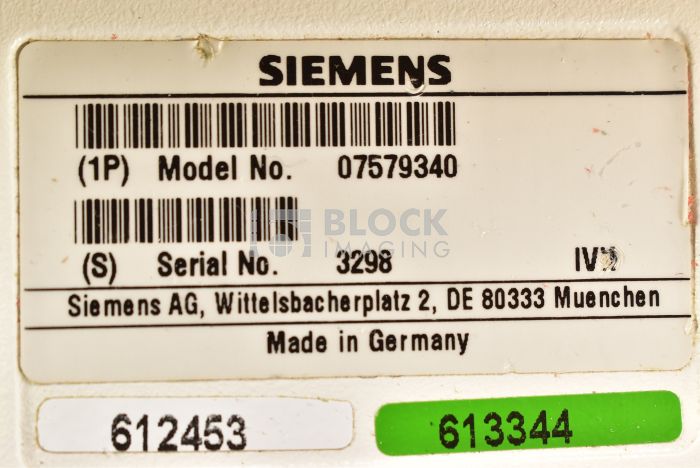 SIEMENS
(1P) Model No. 07579340
BLOCK
IMAGING
(S) Serial No. 3298
Siemens AG, Wittelsbacherplatz 2, DE 80333 Muenchen
Made in Germany
612453 613344